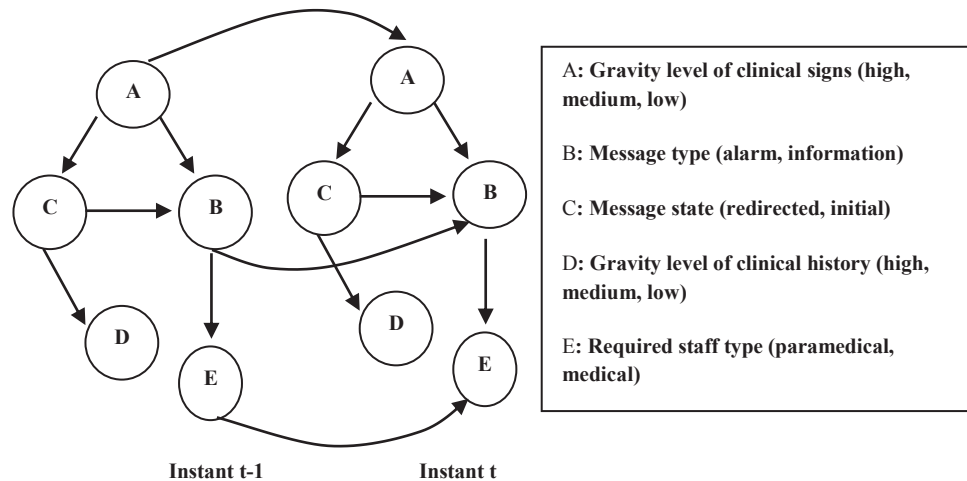 A
A
C
B
C
B
D
D
E
E
Instant t-1
Instant t
A: Gravity level of clinical signs (high,
medium, low)
B: Message type (alarm, information)
C: Message state (redirected, initial)
D: Gravity level of clinical history (high,
medium, low)
E: Required staff type (paramedical,
medical)